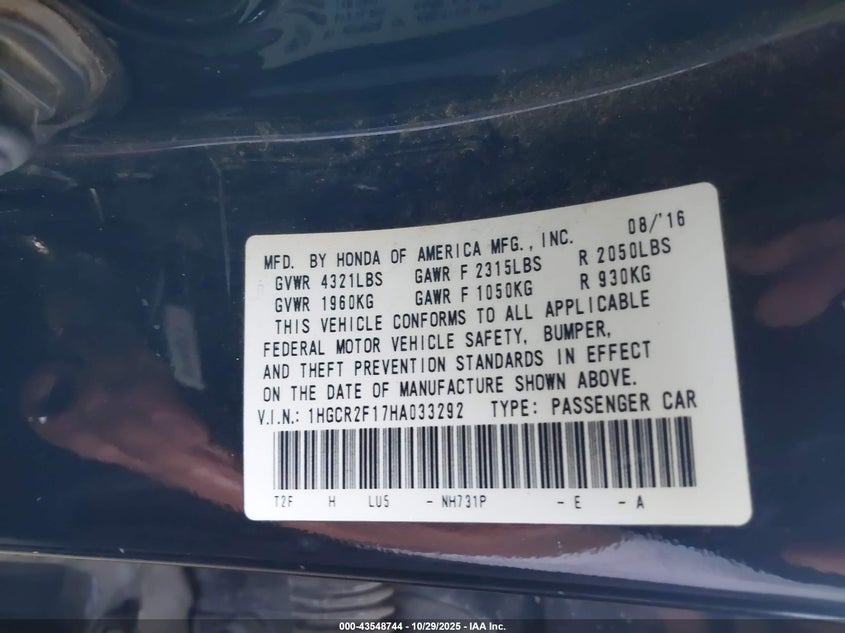 MFD. BY HONDA OF AMERICA MFG., INC. 08/'16
GVWR 4321LBS GAWR F 2315LBS R 2050LBS
GVWR 1960KG GAWR F 1050KG R 930KG
THIS VEHICLE CONFORMS TO ALL APPLICABLE
FEDERAL MOTOR VEHICLE SAFETY, BUMPER,
AND THEFT PREVENTION STANDARDS IN EFFECT
ON THE DATE OF MANUFACTURE SHOWN ABOVE.
V.I.N.: 1HGCR2F17HA033292 TYPE: PASSENGER CAR
T2F H LU5 - NH731P - E - A
000-43548744 - 10/29/2025 - IAA Inc.